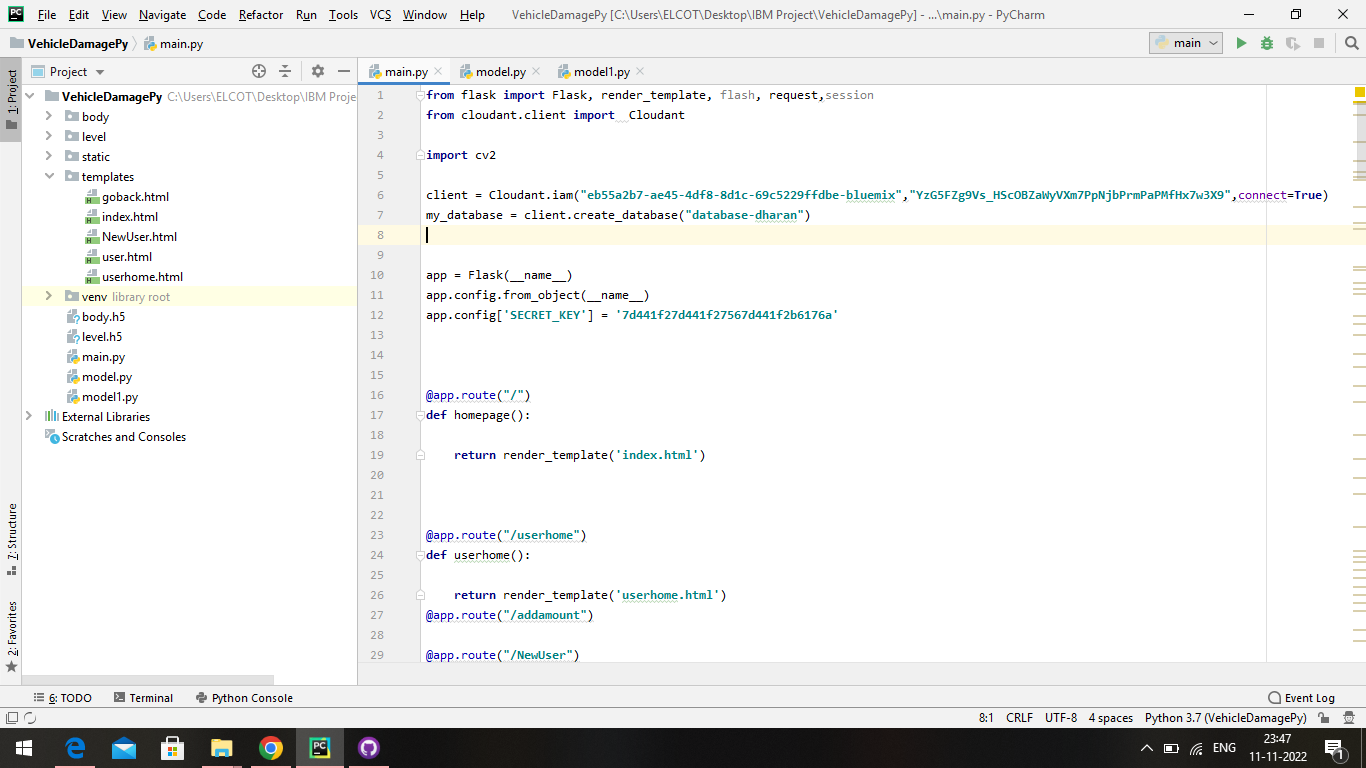 File Edit View Navigate Code Refactor Run Tools VCS Window Help VehicleDamagePy [C:\Users\ELCOT\Desktop\IBM Project\VehicleDamagePy] - ...\main.py - PyCharm
VehicleDamagePy main.py main
1: Project
Project
main.py model.py model1.py
VehicleDamagePy C:\Users\ELCOT\Desktop\IBM Proje
body
level
static
templates
goback.html
index.html
NewUser.html
user.html
userhome.html
venv library root
body.h5
level.h5
main.py
model.py
model1.py
External Libraries
Scratches and Consoles
7: Structure
2: Favorites
1 from flask import Flask, render_template, flash, request,session
2 from cloudant.client import  Cloudant
3
4 import cv2
5
6 client = Cloudant.iam("eb55a2b7-ae45-4df8-8d1c-69c5229ffdbe-bluemix","YzG5FZg9Vs_HScOBZaWyVXm7PpNjbPrmPaPMfHx7w3X9",connect=True)
7 my_database = client.create_database("database-dharan")
8
9
10 app = Flask(__name__)
11 app.config.from_object(__name__)
12 app.config['SECRET_KEY'] = '7d441f27d441f27567d441f2b6176a'
13
14
15
16 @app.route("/")
17 def homepage():
18
19     return render_template('index.html')
20
21
22
23 @app.route("/userhome")
24 def userhome():
25
26     return render_template('userhome.html')
27 @app.route("/addamount")
28
29 @app.route("/NewUser")
6: TODO Terminal Python Console Event Log
8:1 CRLF UTF-8 4 spaces Python 3.7 (VehicleDamagePy)
ENG 23:47
11-11-2022
1